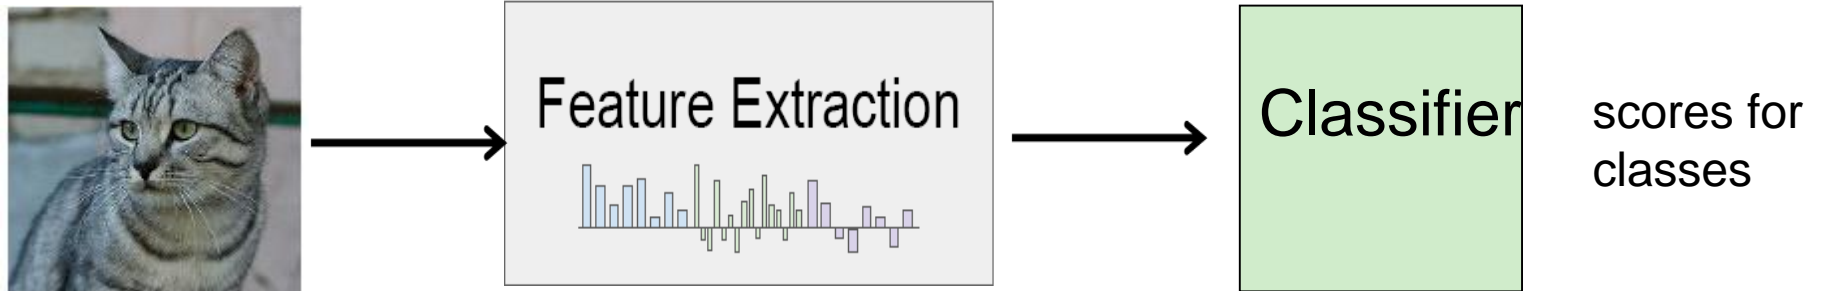 Feature Extraction
Classifier
scores for
classes